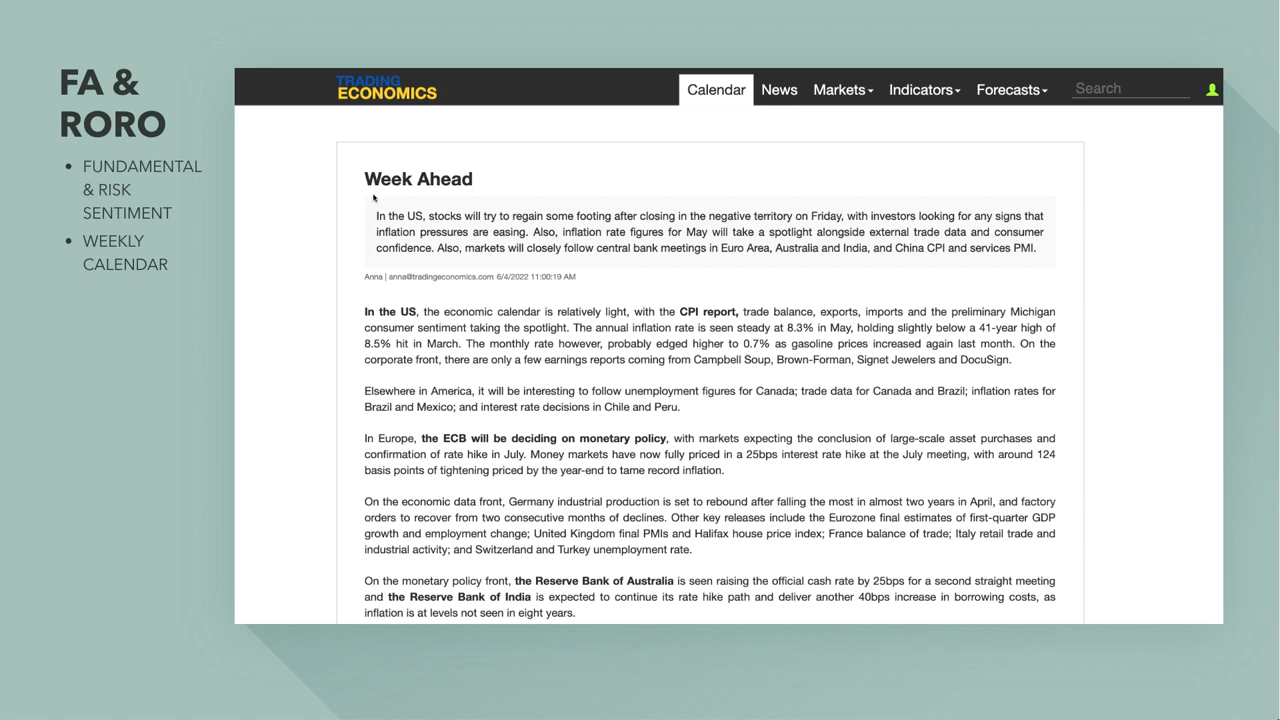 FA &
RORO
• FUNDAMENTAL
& RISK
SENTIMENT
• WEEKLY
CALENDAR
TRADING
ECONOMICS
Calendar News Markets Indicators Forecasts Search
Week Ahead
In the US, stocks will try to regain some footing after closing in the negative territory on Friday, with investors looking for any signs that
inflation pressures are easing. Also, inflation rate figures for May will take a spotlight alongside external trade data and consumer
confidence. Also, markets will closely follow central bank meetings in Euro Area, Australia and India, and China CPI and services PMI.
Anna | anna@tradingeconomics.com 6/4/2022 11:00:19 AM
In the US, the economic calendar is relatively light, with the CPI report, trade balance, exports, imports and the preliminary Michigan
consumer sentiment taking the spotlight. The annual inflation rate is seen steady at 8.3% in May, holding slightly below a 41-year high of
8.5% hit in March. The monthly rate however, probably edged higher to 0.7% as gasoline prices increased again last month. On the
corporate front, there are only a few earnings reports coming from Campbell Soup, Brown-Forman, Signet Jewelers and DocuSign.
Elsewhere in America, it will be interesting to follow unemployment figures for Canada; trade data for Canada and Brazil; inflation rates for
Brazil and Mexico; and interest rate decisions in Chile and Peru.
In Europe, the ECB will be deciding on monetary policy, with markets expecting the conclusion of large-scale asset purchases and
confirmation of rate hike in July. Money markets have now fully priced in a 25bps interest rate hike at the July meeting, with around 124
basis points of tightening priced by the year-end to tame record inflation.
On the economic data front, Germany industrial production is set to rebound after falling the most in almost two years in April, and factory
orders to recover from two consecutive months of declines. Other key releases include the Eurozone final estimates of first-quarter GDP
growth and employment change; United Kingdom final PMIs and Halifax house price index; France balance of trade; Italy retail trade and
industrial activity; and Switzerland and Turkey unemployment rate.
On the monetary policy front, the Reserve Bank of Australia is seen raising the official cash rate by 25bps for a second straight meeting
and the Reserve Bank of India is expected to continue its rate hike path and deliver another 40bps increase in borrowing costs, as
inflation is at levels not seen in eight years.